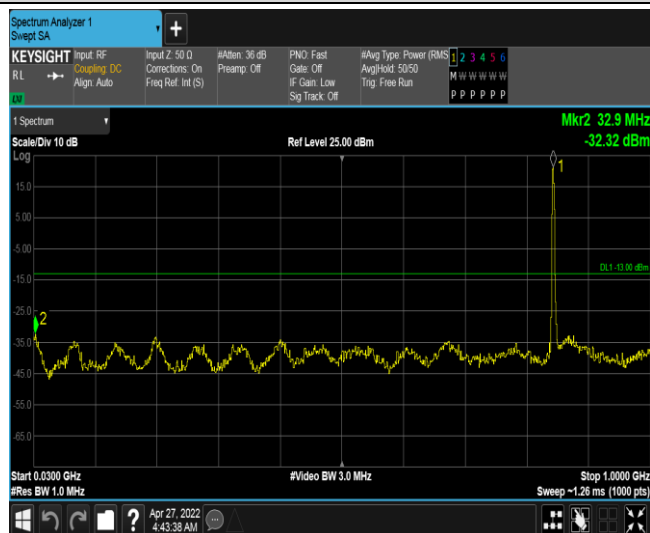 Spectrum Analyzer 1
Swept SA
KEYSIGHT
RL
Input: RF
Coupling: DC
Align: Auto
Input Z: 50 Ω
Corrections: On
Freq Ref: Int (S)
#Atten: 36 dB
Preamp: Off
PNO: Fast
Gate: Off
IF Gain: Low
Sig Track: Off
#Avg Type: Power (RMS
Avg|Hold: 50/50
Trig: Free Run
1 2 3 4 5 6
M W W W W W
P P P P P P
1 Spectrum
Mkr2 32.9 MHz
Scale/Div 10 dB
Ref Level 25.00 dBm
-32.32 dBm
Log
1
15.0
5.00
-5.00
DL1 -13.00 dBm
-15.0
-25.0
2
-35.0
-45.0
-55.0
-65.0
Start 0.0300 GHz
#Video BW 3.0 MHz
Stop 1.0000 GHz
#Res BW 1.0 MHz
Sweep ~1.26 ms (1000 pts)
?
Apr 27, 2022
4:43:38 AM